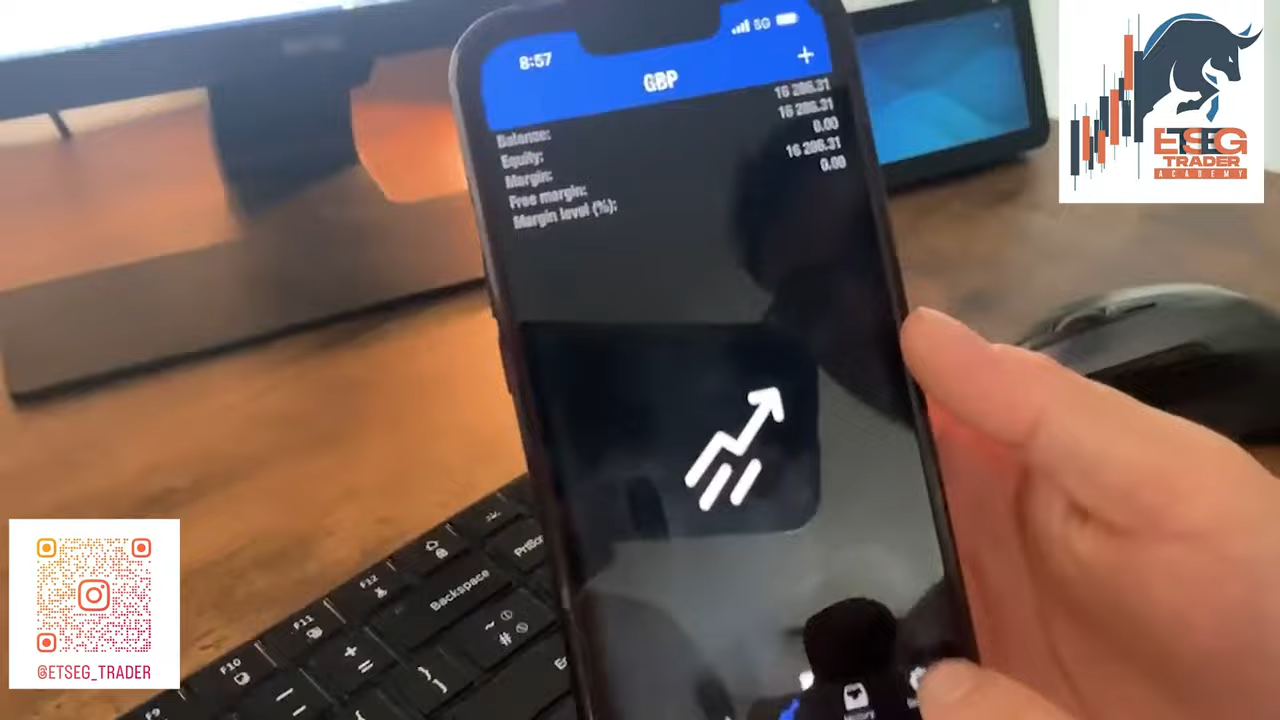 8:57
5G
GBP
+
Balance:
16 286.31
Equity:
16 286.31
Margin:
0.00
Free margin:
16 286.31
Margin level (%):
0.00
ETSEG
TRADER
ACADEMY
F12
Backspace
F11
F10
F9
@ETSEG_TRADER